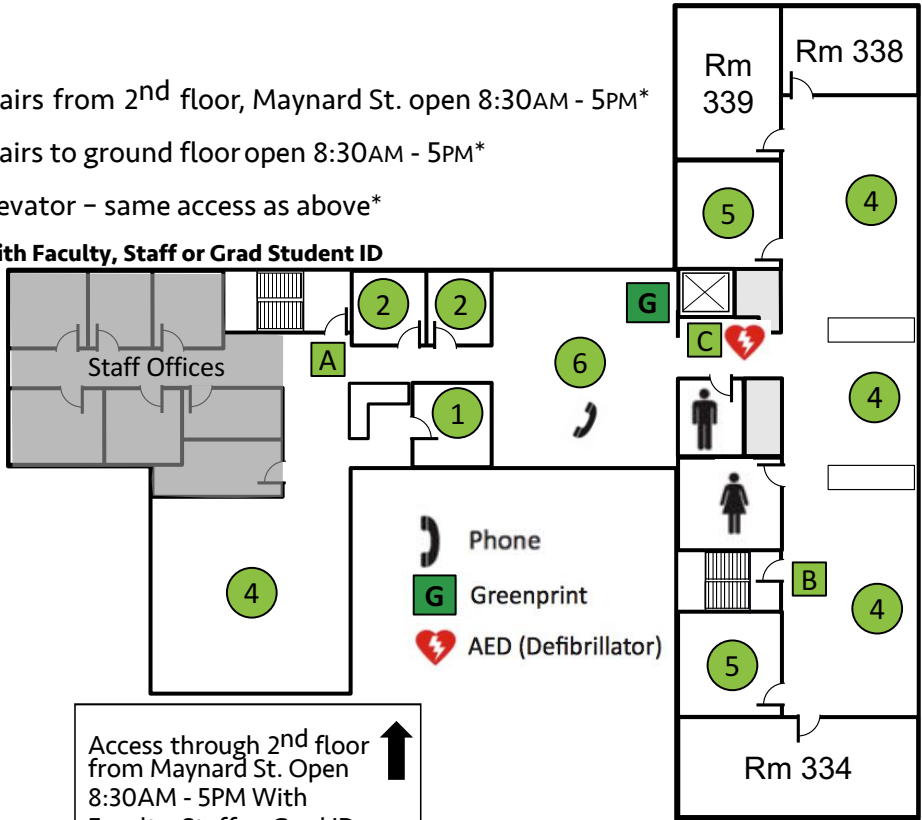 airs from 2nd floor, Maynard St. open 8:30AM - 5PM*
airs to ground floor open 8:30AM - 5PM*
evator – same access as above*
ith Faculty, Staff or Grad Student ID
Rm 339
Rm 338
5
4
2
2
G
C
Staff Offices
A
6
1
4
Phone
G Greenprint
AED (Defibrillator)
B
4
4
5
Rm 334
Access through 2nd floor
from Maynard St. Open
8:30AM - 5PM With